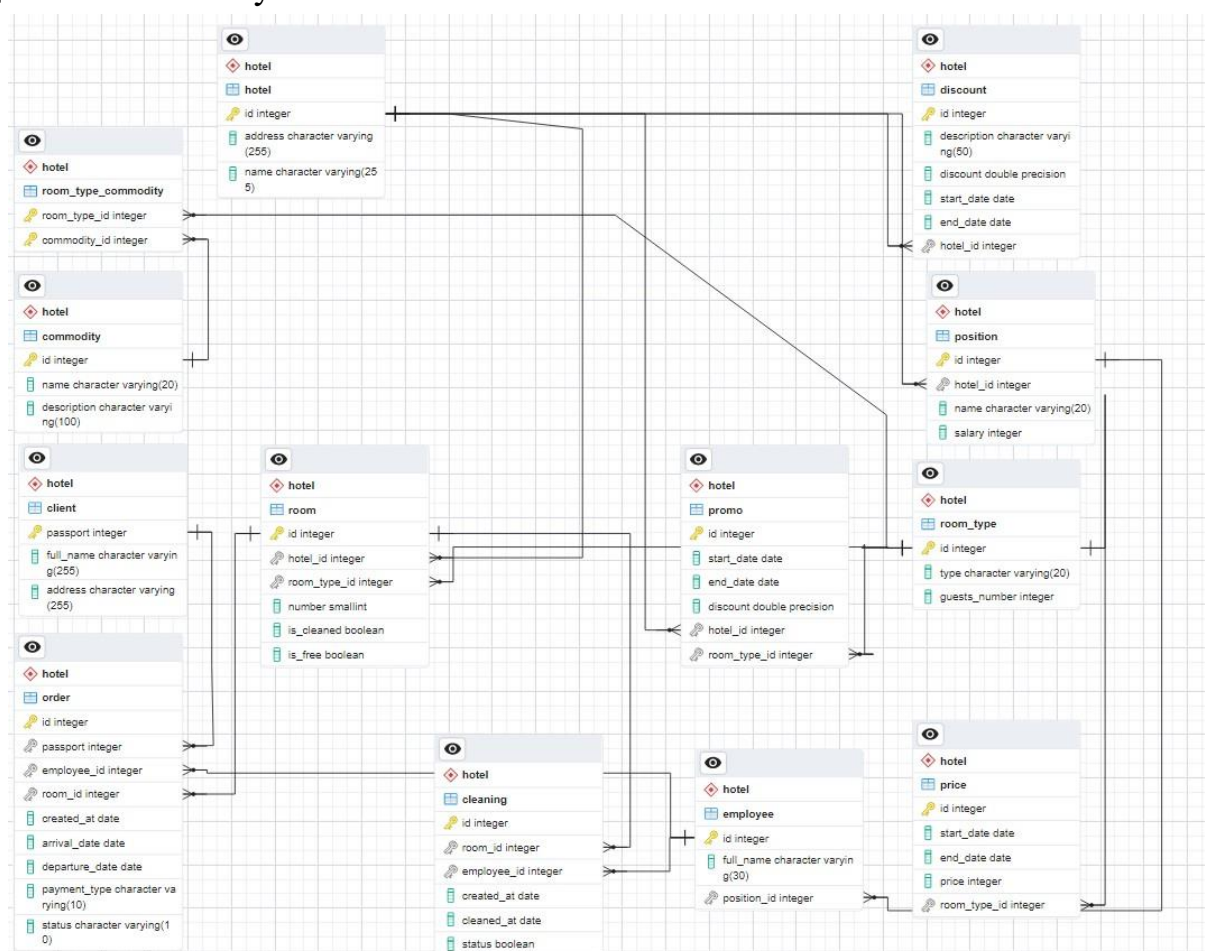 hotel
hotel
id integer
address character varying
(255)
name character varying(25
5)
hotel
discount
id integer
description character varyi
ng(50)
discount double precision
start_date date
end_date date
hotel_id integer
hotel
room_type_commodity
room_type_id integer
commodity_id integer
hotel
commodity
id integer
name character varying(20)
description character varyi
ng(100)
hotel
position
id integer
hotel_id integer
name character varying(20)
salary integer
hotel
client
passport integer
full_name character varyin
g(255)
address character varying
(255)
hotel
room
id integer
hotel_id integer
room_type_id integer
number smallint
is_cleaned boolean
is_free boolean
hotel
promo
id integer
start_date date
end_date date
discount double precision
hotel_id integer
room_type_id integer
hotel
room_type
id integer
type character varying(20)
guests_number integer
hotel
order
id integer
passport integer
employee_id integer
room_id integer
created_at date
arrival_date date
departure_date date
payment_type character va
rying(10)
status character varying(1
0)
hotel
cleaning
id integer
room_id integer
employee_id integer
created_at date
cleaned_at date
status boolean
hotel
employee
id integer
full_name character varyin
g(30)
position_id integer
hotel
price
id integer
start_date date
end_date date
price integer
room_type_id integer